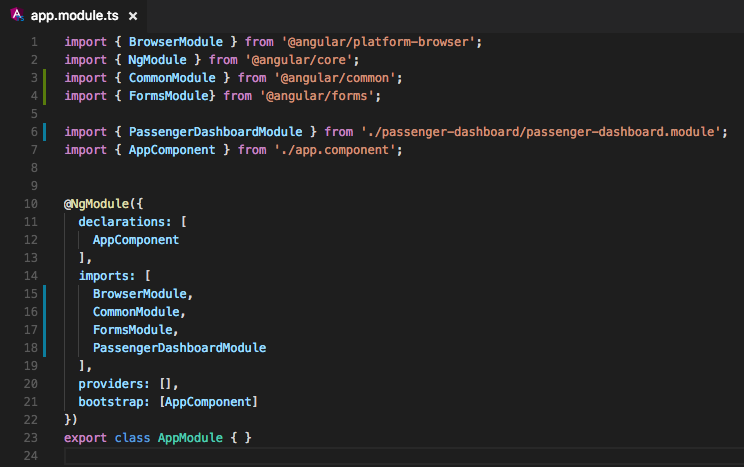 app.module.ts ×
1 import { BrowserModule } from '@angular/platform-browser';
2 import { NgModule } from '@angular/core';
3 import { CommonModule } from '@angular/common';
4 import { FormsModule} from '@angular/forms';
5
6 import { PassengerDashboardModule } from './passenger-dashboard/passenger-dashboard.module';
7 import { AppComponent } from './app.component';
8
9
10 @NgModule({
11   declarations: [
12     AppComponent
13   ],
14   imports: [
15     BrowserModule,
16     CommonModule,
17     FormsModule,
18     PassengerDashboardModule
19   ],
20   providers: [],
21   bootstrap: [AppComponent]
22 })
23 export class AppModule { }
24